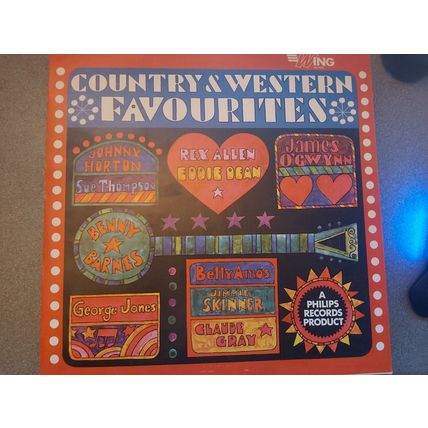 WING
COUNTRY & WESTERN
FAVOURITES
JOHNNY
HORTON
Sue Thompson
REX ALLEN
EDDIE DEAN
James
O'GWYNN
BENNY
BARNES
George Jones
Betty Amos
JIMMIE
SKINNER
CLAUDE
GRAY
A
PHILIPS
RECORDS
PRODUCT